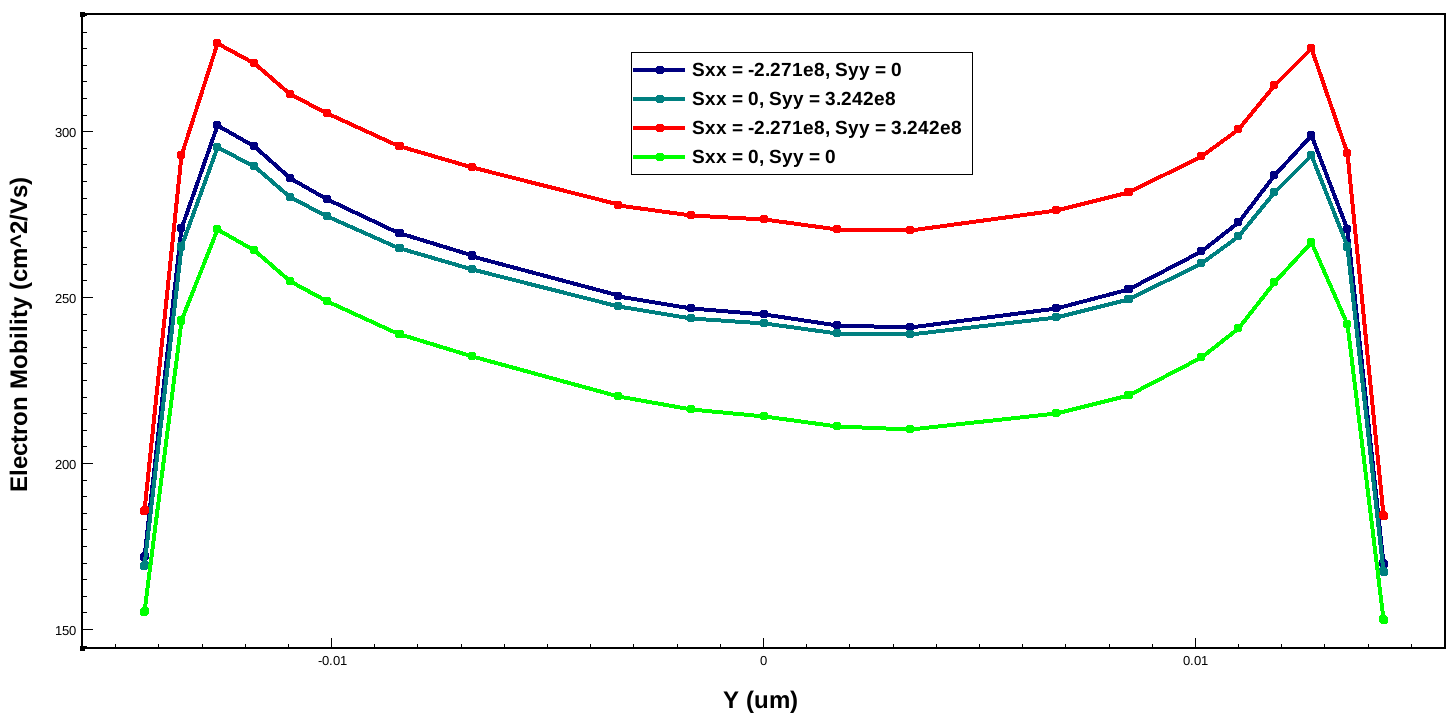 Electron Mobility (cm^2/Vs)
300
250
200
150
Sxx = -2.271e8, Syy = 0
Sxx = 0, Syy = 3.242e8
Sxx = -2.271e8, Syy = 3.242e8
Sxx = 0, Syy = 0
-0.01
0
0.01
Y (um)